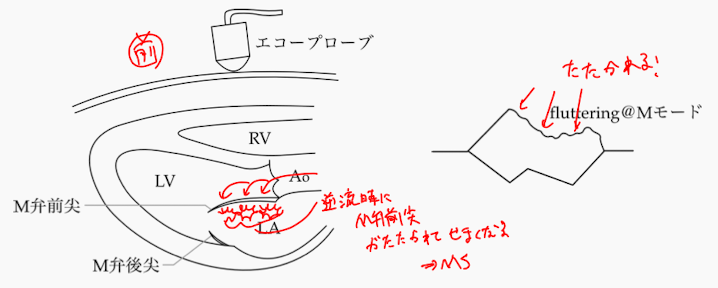 前
エコープローブ
たたかれる!
fluttering@Mモード
RV
LV
Ao
M弁前尖
LA
逆流時に
M弁前尖
がたたかれてせまくなる
⇒MS
M弁後尖